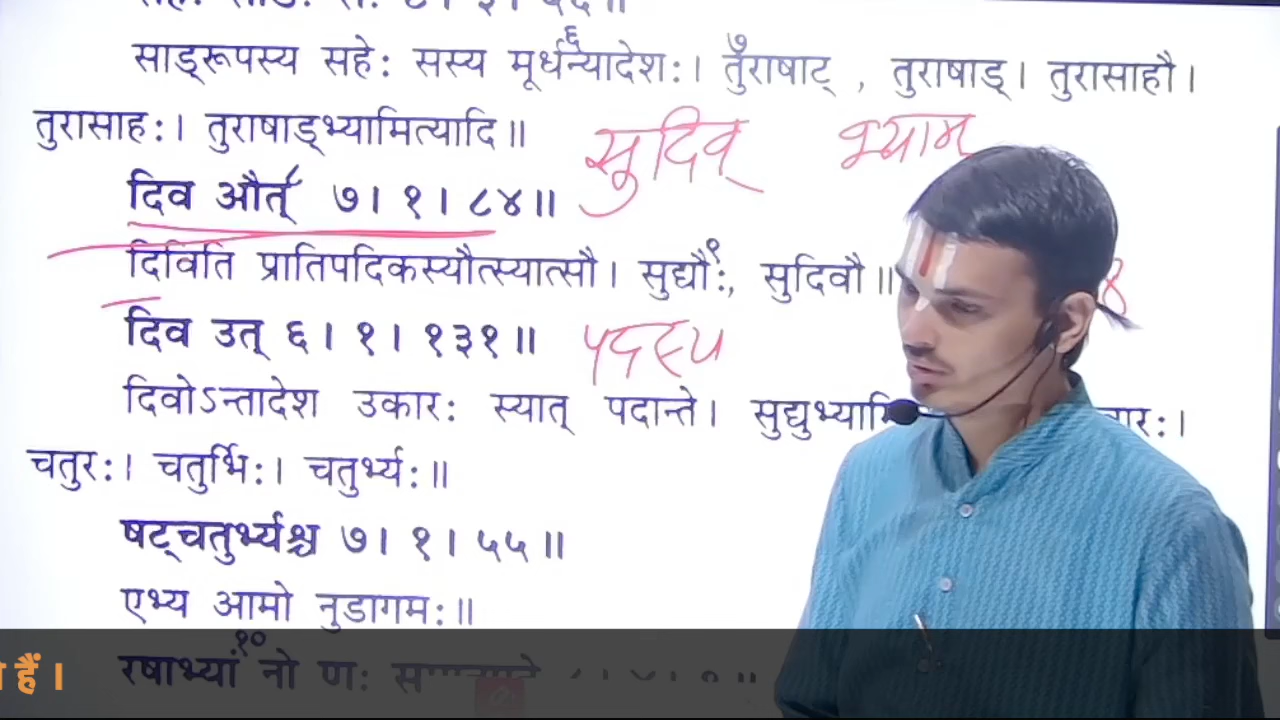 साड्रूपस्य सहेः सस्य मूर्धन्यादेशः। तुराषाट् , तुराषाड्। तुरासाहौ।
तुरासाहः। तुराषाड्भ्यामित्यादि॥ सुदिव् भ्याम्
दिव औत् ७। १। ८४॥
दिविति प्रातिपदिकस्यौत्स्यात्सौ। सुद्यौः, सुदिवौ॥
दिव उत् ६। १। १३१॥ पदस्य
दिवोऽन्तादेश उकारः स्यात् पदान्ते।
चतुरः। चतुर्भिः। चतुर्भ्यः॥
षट्चतुर्भ्यश्च ७। १। ५५॥
एभ्य आमो नुडागमः॥
रषाभ्यां नो णः
हैं।